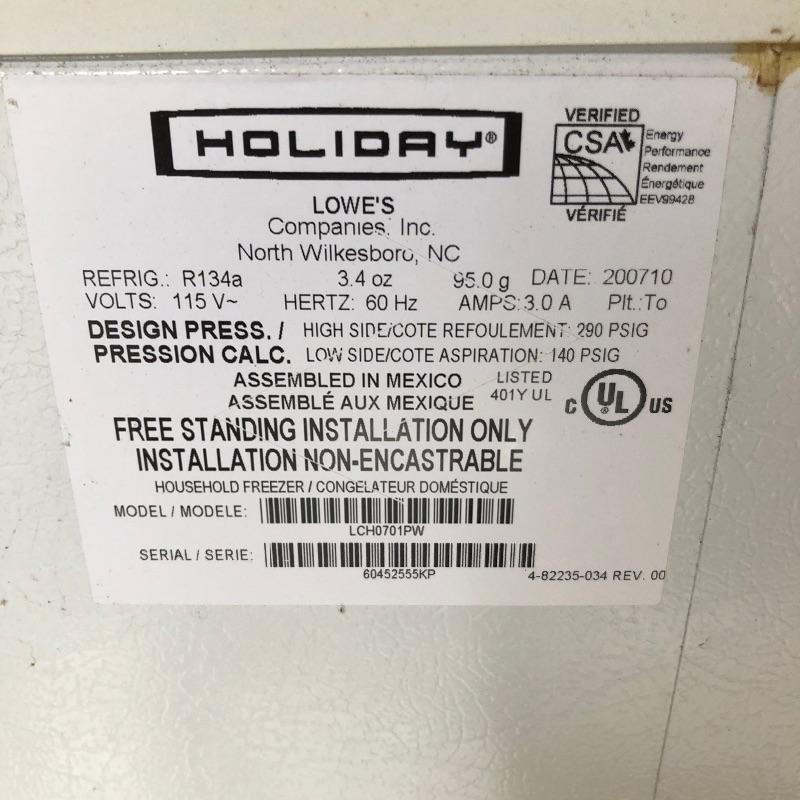 HOLIDAY®
VERIFIED
CSA
Energy
Performance
Rendement
Énergétique
EEV99428
VÉRIFIÉ
LOWE'S
Companies, Inc.
North Wilkesboro, NC
REFRIG.: R134a 3.4 oz 95.0 g DATE: 200710
VOLTS: 115 V~ HERTZ: 60 Hz AMPS: 3.0 A Plt.:To
DESIGN PRESS. / HIGH SIDE/COTE REFOULEMENT: 290 PSIG
PRESSION CALC. LOW SIDE/COTE ASPIRATION: 140 PSIG
ASSEMBLED IN MEXICO LISTED
ASSEMBLÉ AUX MEXIQUE 401Y UL C UL US
FREE STANDING INSTALLATION ONLY
INSTALLATION NON-ENCASTRABLE
HOUSEHOLD FREEZER / CONGELATEUR DOMÉSTIQUE
MODEL / MODELE:
LCH0701PW
SERIAL / SERIE:
60452555KP
4-82235-034 REV. 00